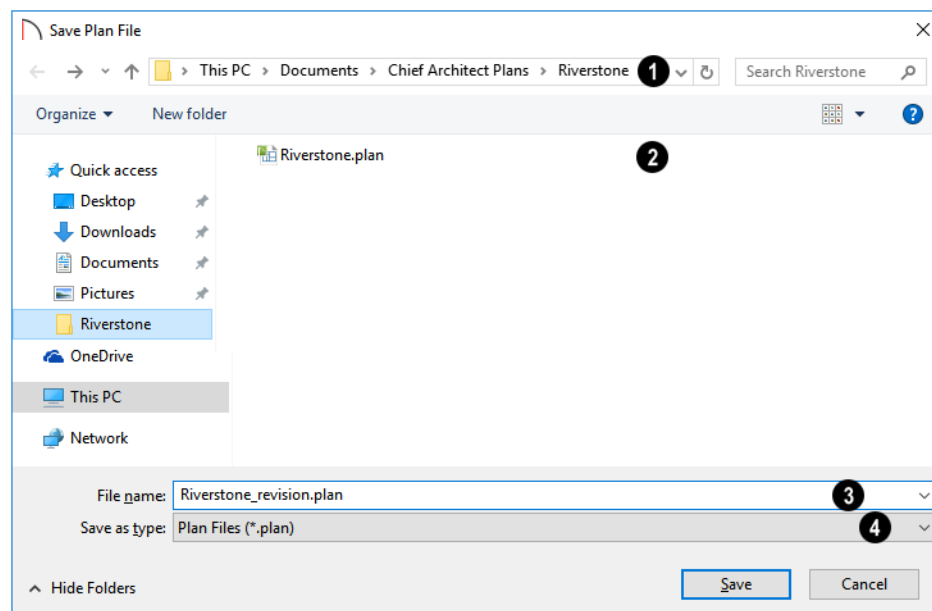 Save Plan File
This PC > Documents > Chief Architect Plans > Riverstone 1 Search Riverstone
Organize New folder ?
Quick access Riverstone.plan 2
Desktop
Downloads
Documents
Pictures
Riverstone
OneDrive
This PC
Network
File name: Riverstone_revision.plan 3
Save as type: Plan Files (*.plan) 4
Hide Folders Save Cancel